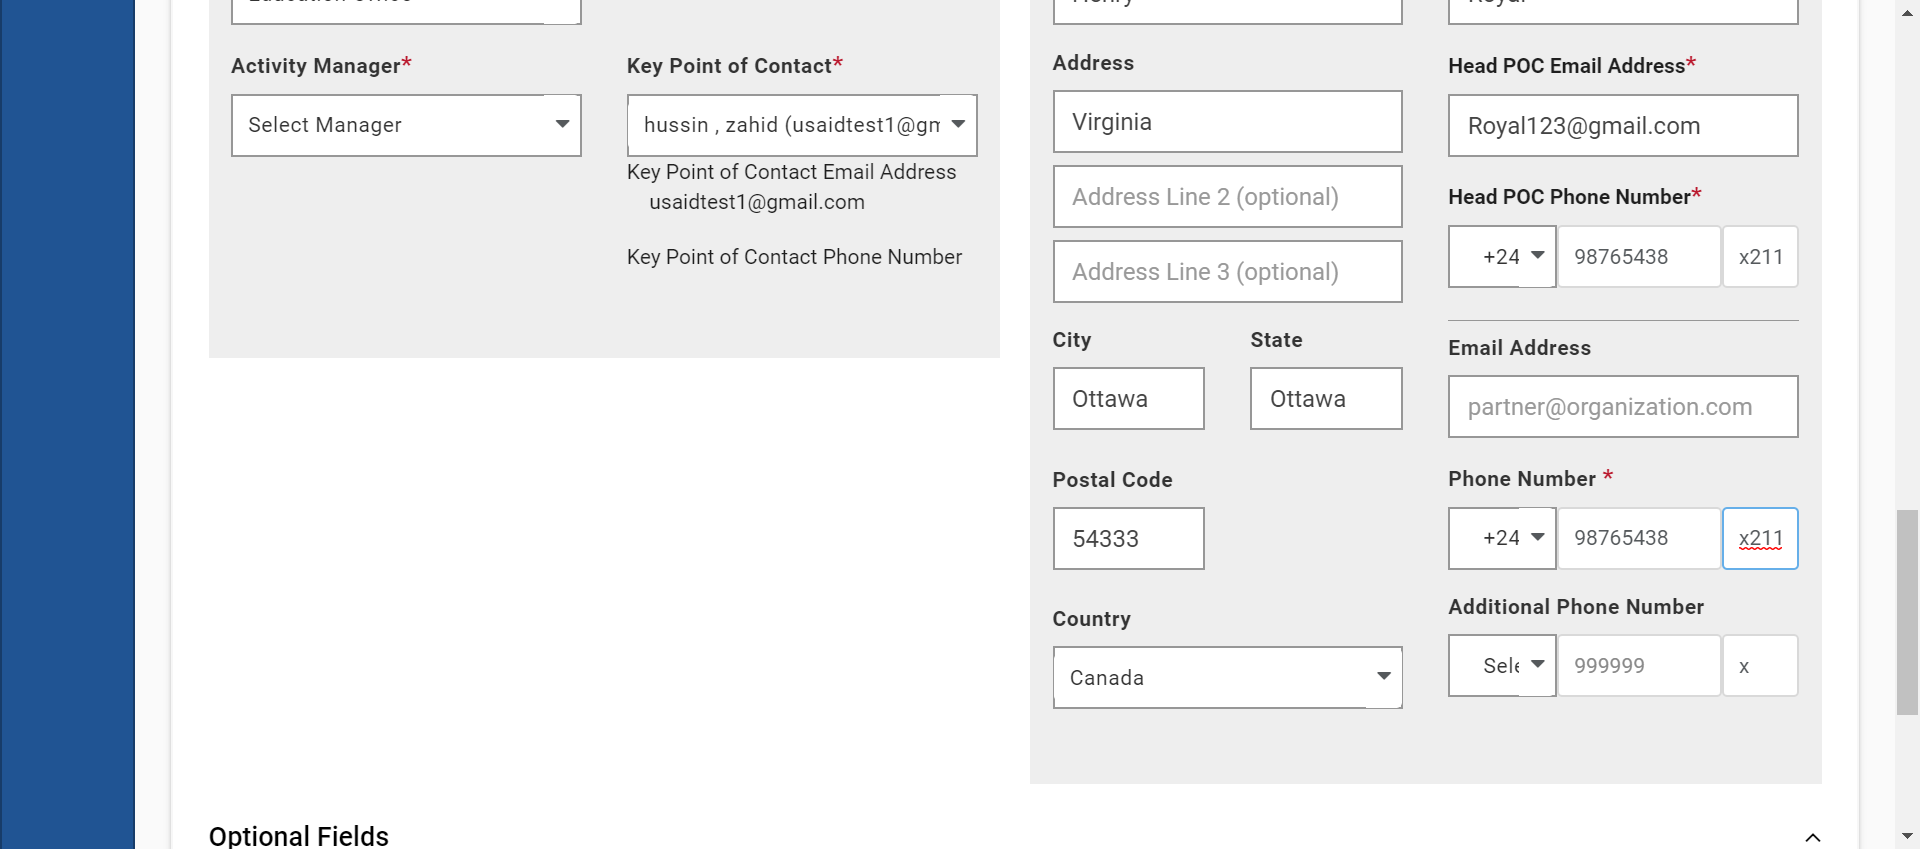 Activity Manager*
Select Manager
Key Point of Contact*
hussin , zahid (usaidtest1@gm
Key Point of Contact Email Address
usaidtest1@gmail.com
Key Point of Contact Phone Number
Address
Virginia
Address Line 2 (optional)
Address Line 3 (optional)
City
Ottawa
State
Ottawa
Postal Code
54333
Country
Canada
Head POC Email Address*
Royal123@gmail.com
Head POC Phone Number*
+24 98765438 x211
Email Address
partner@organization.com
Phone Number *
+24 98765438 x211
Additional Phone Number
Sele 999999 x
Optional Fields